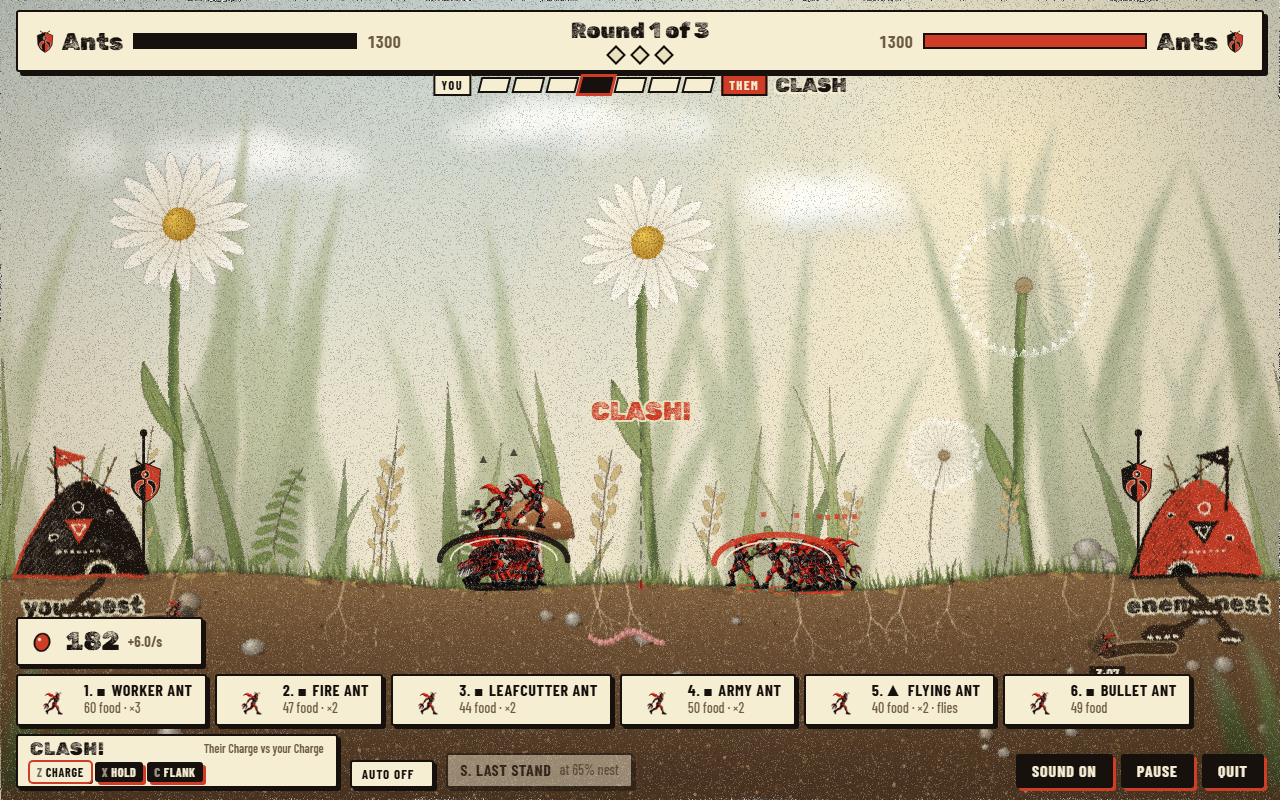 Ants 1300
Round 1 of 3
1300 Ants
YOU THEM CLASH
CLASH!
your nest
enemy nest
182 +6.0/s
1. ■ WORKER ANT
60 food · ×3
2. ■ FIRE ANT
47 food · ×2
3. ■ LEAFCUTTER ANT
44 food · ×2
4. ■ ARMY ANT
50 food · ×2
5. ▲ FLYING ANT
40 food · ×2 · flies
6. ■ BULLET ANT
49 food
CLASH! Their Charge vs your Charge
Z CHARGE X HOLD C FLANK
AUTO OFF
S. LAST STAND at 65% nest
SOUND ON PAUSE QUIT